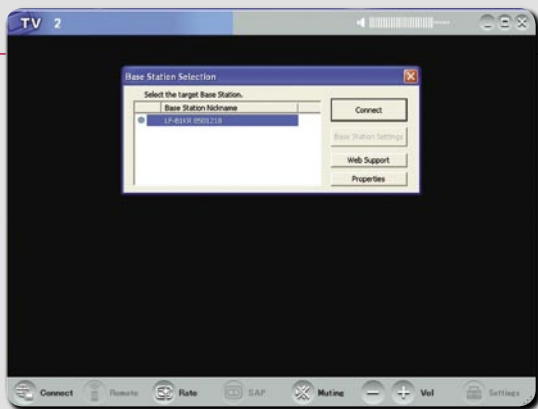 TV 2
Base Station Selection
Select the target Base Station.
Base Station Nickname
Connect
Base Station Settings
Web Support
Properties
Connect
Remote
Rate
SAP
Muting
Vol
Settings